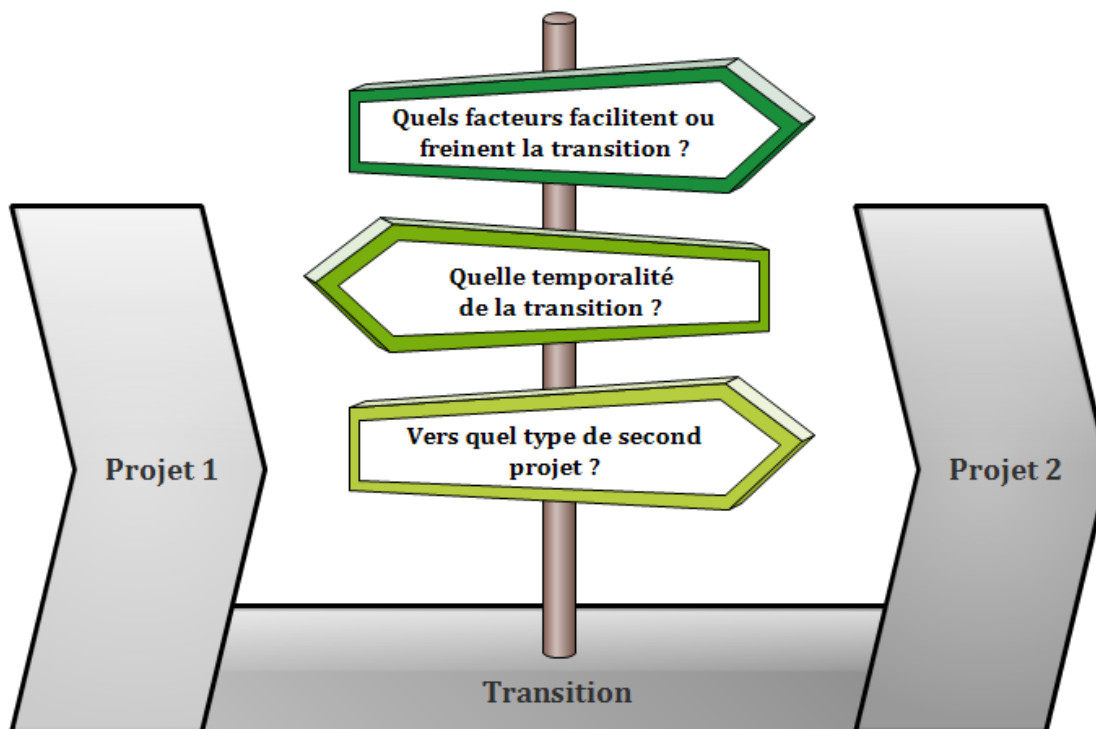 Quels facteurs facilitent ou
freinent la transition ?
Quelle temporalité
de la transition ?
Vers quel type de second
projet ?
Projet 1
Projet 2
Transition